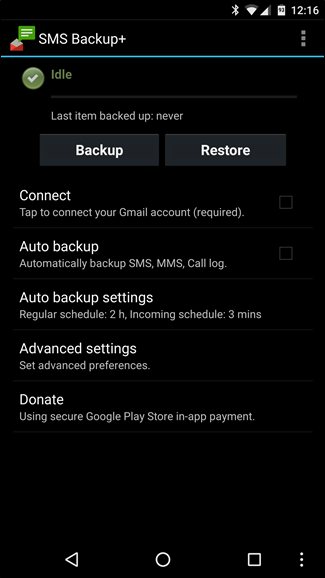 12:16
SMS Backup+
Idle
Last item backed up: never
Backup Restore
Connect
Tap to connect your Gmail account (required).
Auto backup
Automatically backup SMS, MMS, Call log.
Auto backup settings
Regular schedule: 2 h, Incoming schedule: 3 mins
Advanced settings
Set advanced preferences.
Donate
Using secure Google Play Store in-app payment.